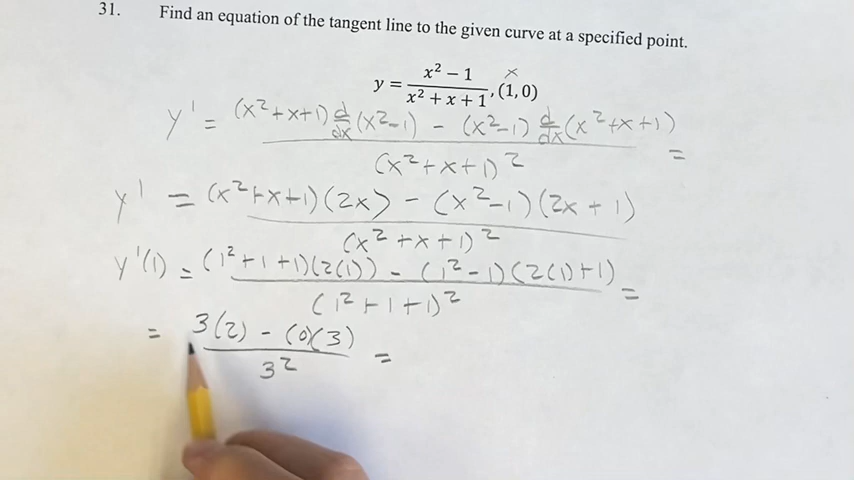 31. Find an equation of the tangent line to the given curve at a specified point.
y = (x² − 1)/(x² + x + 1), (1, 0) x
y' = ((x²+x+1) d/dx (x²−1) − (x²−1) d/dx (x²+x+1))/(x²+x+1)² =
y' = ((x²+x+1)(2x) − (x²−1)(2x+1))/(x²+x+1)²
y'(1) = ((1²+1+1)(2(1)) − (1²−1)(2(1)+1))/(1²+1+1)² =
= (3(2) − (0)(3))/3² =